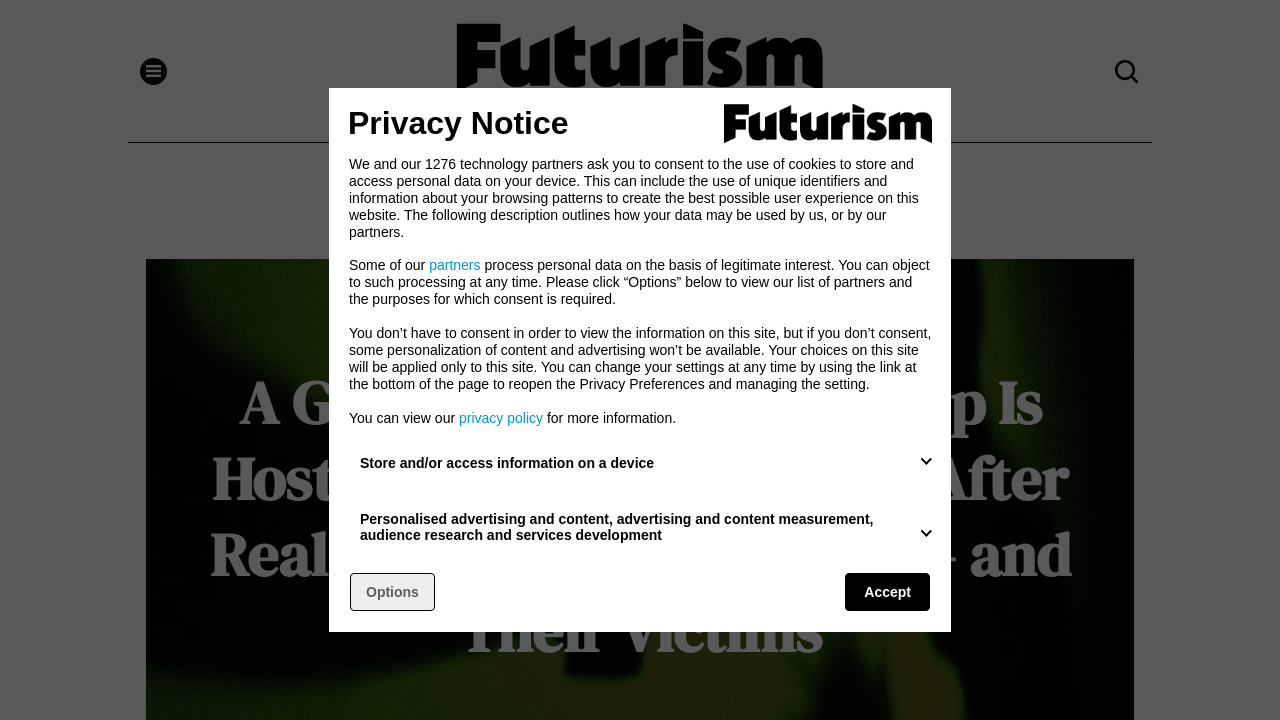 Futurism
Privacy Notice
Futurism
We and our 1276 technology partners ask you to consent to the use of cookies to store and
access personal data on your device. This can include the use of unique identifiers and
information about your browsing patterns to create the best possible user experience on this
website. The following description outlines how your data may be used by us, or by our
partners.
Some of our partners process personal data on the basis of legitimate interest. You can object
to such processing at any time. Please click “Options” below to view our list of partners and
the purposes for which consent is required.
You don’t have to consent in order to view the information on this site, but if you don’t consent,
some personalization of content and advertising won’t be available. Your choices on this site
will be applied only to this site. You can change your settings at any time by using the link at
the bottom of the page to reopen the Privacy Preferences and managing the setting.
You can view our privacy policy for more information.
Store and/or access information on a device
Personalised advertising and content, advertising and content measurement,
audience research and services development
Options
Accept
A Is
Host After
Real and
Their Victims